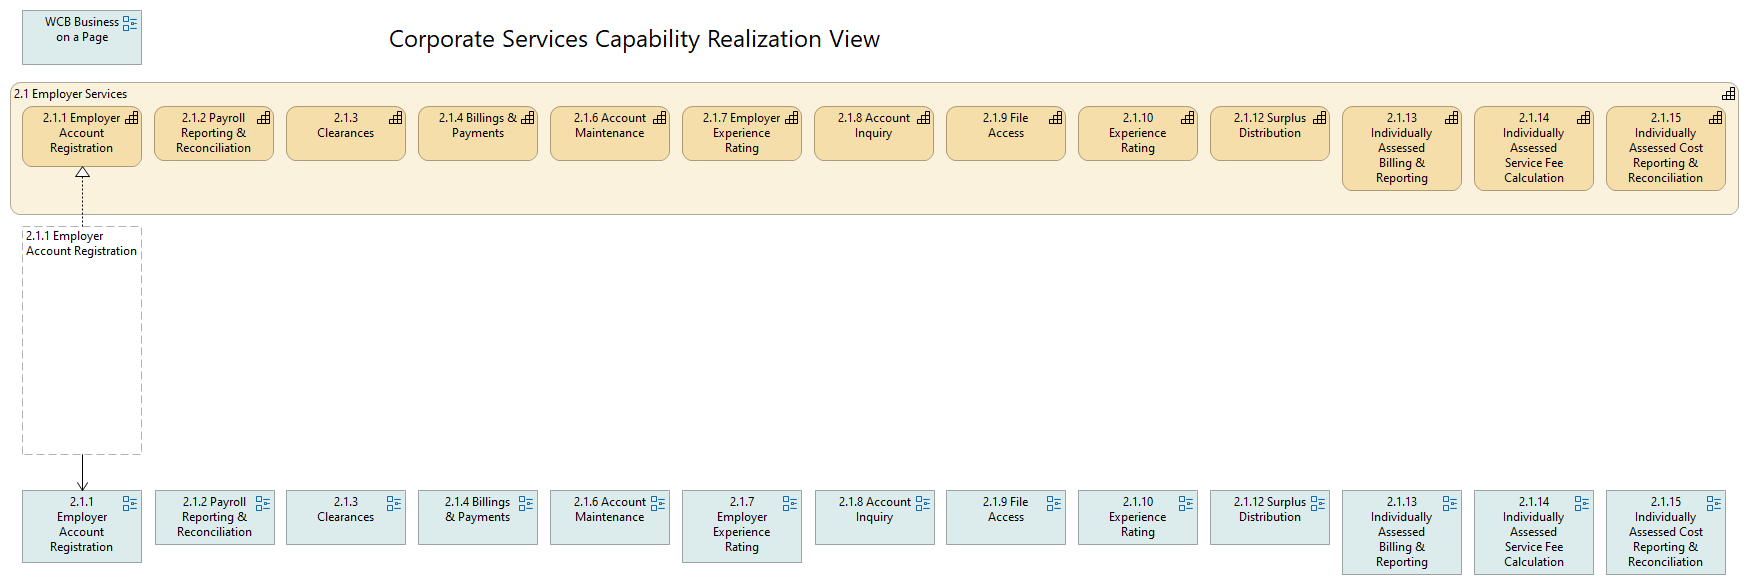 WCB Business
on a Page
Corporate Services Capability Realization View
2.1 Employer Services
2.1.1 Employer
Account
Registration
2.1.2 Payroll
Reporting &
Reconciliation
2.1.3
Clearances
2.1.4 Billings &
Payments
2.1.6 Account
Maintenance
2.1.7 Employer
Experience
Rating
2.1.8 Account
Inquiry
2.1.9 File
Access
2.1.10
Experience
Rating
2.1.12 Surplus
Distribution
2.1.13
Individually
Assessed
Billing &
Reporting
2.1.14
Individually
Assessed
Service Fee
Calculation
2.1.15
Individually
Assessed Cost
Reporting &
Reconciliation
2.1.1 Employer
Account Registration
2.1.1
Employer
Account
Registration
2.1.2 Payroll
Reporting &
Reconciliation
2.1.3
Clearances
2.1.4 Billings
& Payments
2.1.6 Account
Maintenance
2.1.7
Employer
Experience
Rating
2.1.8 Account
Inquiry
2.1.9 File
Access
2.1.10
Experience
Rating
2.1.12 Surplus
Distribution
2.1.13
Individually
Assessed
Billing &
Reporting
2.1.14
Individually
Assessed
Service Fee
Calculation
2.1.15
Individually
Assessed Cost
Reporting &
Reconciliation